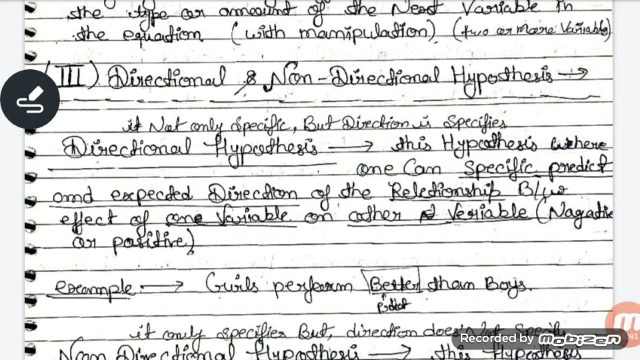 the type or amount of the Next Variable in
the equation (with manipulation) (two or more Variable)
(III) Directional & Non-Directional Hypothesis →
it Not only specific, But Direction is Specifies
Directional Hypothesis → this Hypothesis where
one Can Specific predict
and expected Direction of the Relationship B/w
effect of one Variable on other Veriable (Nagative
or positive)
example → Gurls perform Better than Boys.
it only specifies But, direction doesn't specify
Non Directional Hypothesis → this Hypothesis
Recorded by mobizen